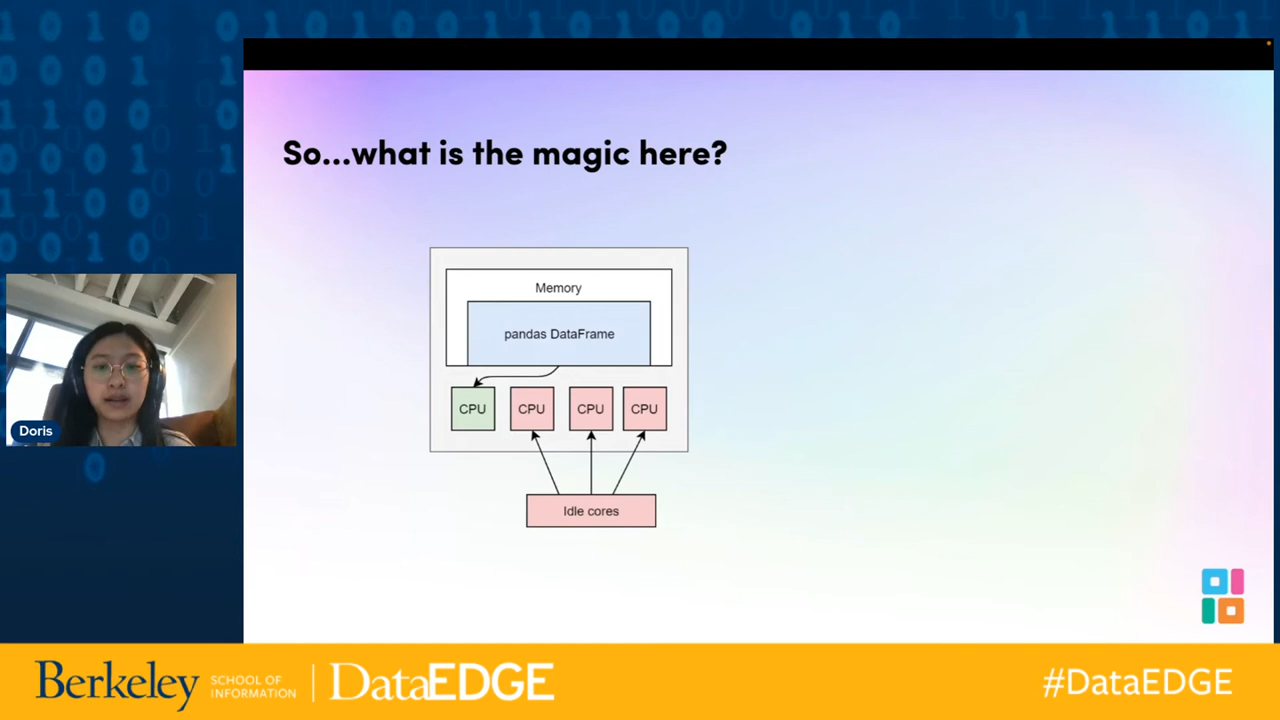 So...what is the magic here?
Memory
pandas DataFrame
CPU
CPU
CPU
CPU
Idle cores
Doris
Berkeley
SCHOOL OF
INFORMATION
DataEDGE
#DataEDGE